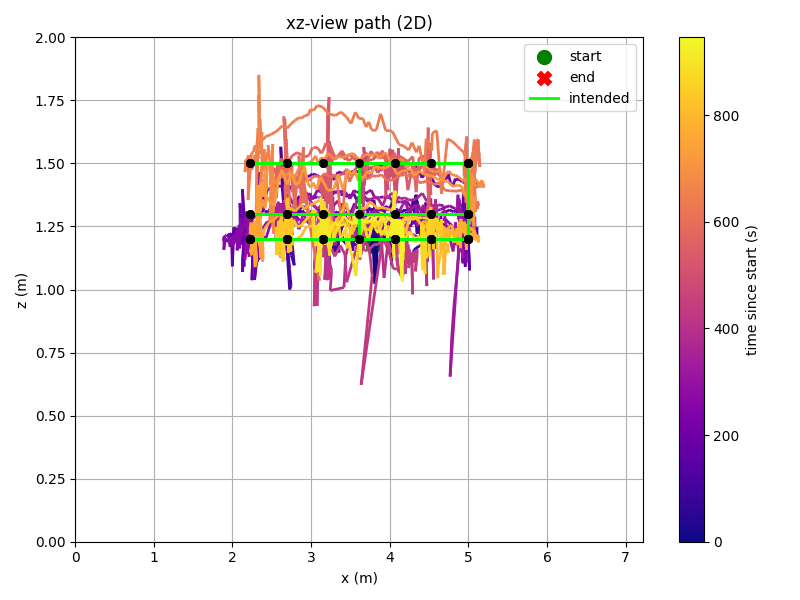 xz-view path (2D)
start
end
intended
2.00
1.75
1.50
1.25
1.00
0.75
0.50
0.25
0.00
z (m)
0 1 2 3 4 5 6 7
x (m)
800
600
400
200
0
time since start (s)